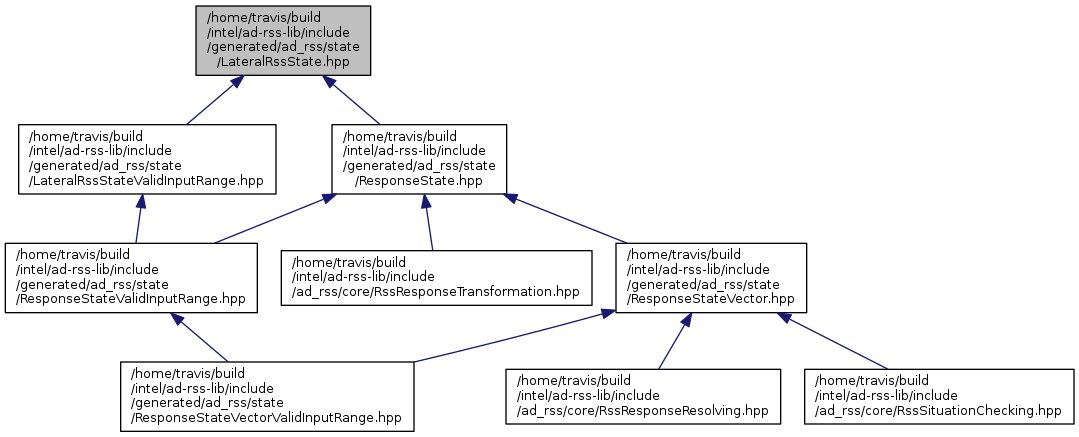 /home/travis/build
/intel/ad-rss-lib/include
/generated/ad_rss/state
/LateralRssState.hpp
/home/travis/build
/intel/ad-rss-lib/include
/generated/ad_rss/state
/LateralRssStateValidInputRange.hpp
/home/travis/build
/intel/ad-rss-lib/include
/generated/ad_rss/state
/ResponseState.hpp
/home/travis/build
/intel/ad-rss-lib/include
/generated/ad_rss/state
/ResponseStateValidInputRange.hpp
/home/travis/build
/intel/ad-rss-lib/include
/ad_rss/core/RssResponseTransformation.hpp
/home/travis/build
/intel/ad-rss-lib/include
/generated/ad_rss/state
/ResponseStateVector.hpp
/home/travis/build
/intel/ad-rss-lib/include
/generated/ad_rss/state
/ResponseStateVectorValidInputRange.hpp
/home/travis/build
/intel/ad-rss-lib/include
/ad_rss/core/RssResponseResolving.hpp
/home/travis/build
/intel/ad-rss-lib/include
/ad_rss/core/RssSituationChecking.hpp